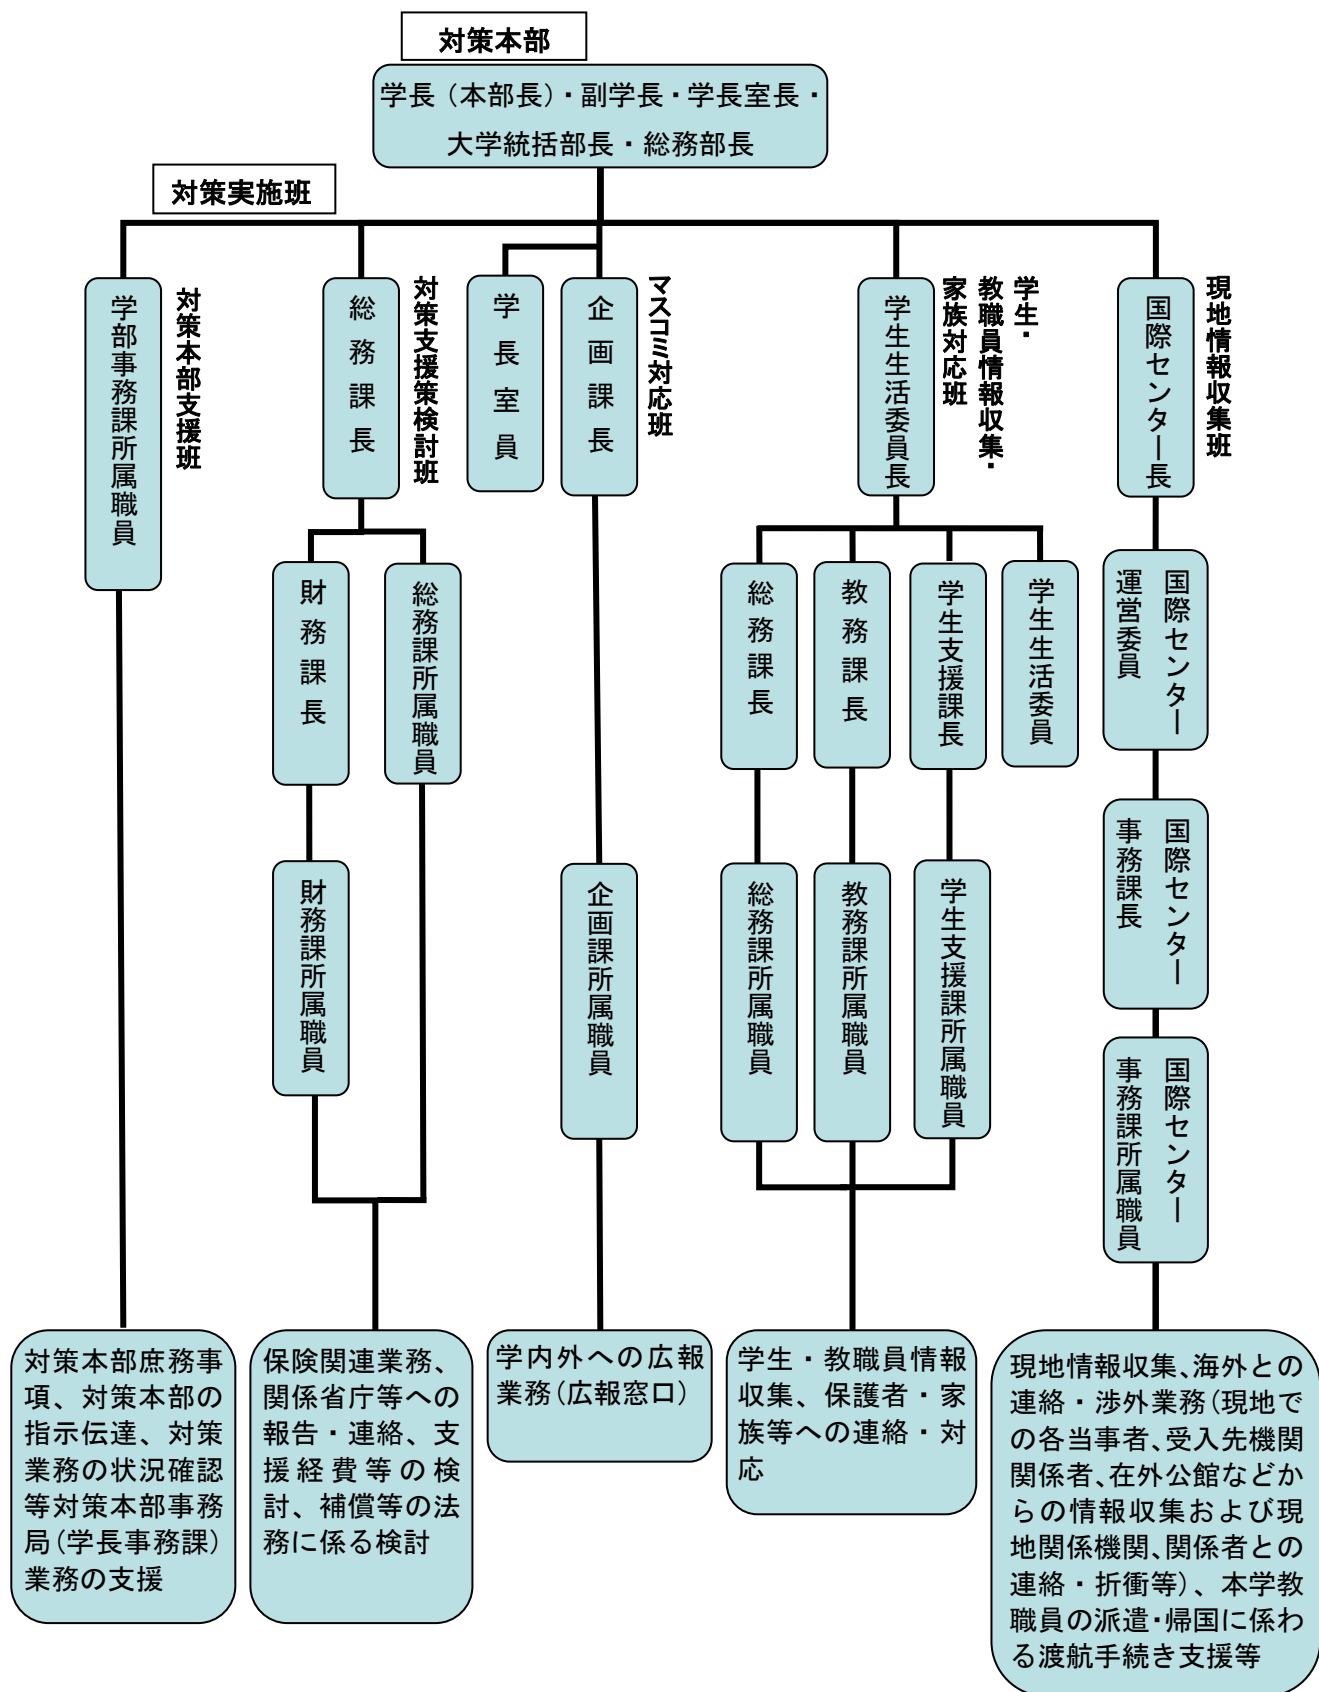 対策本部
学長（本部長）・副学長・学長室長・
大学統括部長・総務部長
対策実施班
学部事務課所属職員
対策本部支援班
総務課長
対策支援策検討班
学長室員
企画課長
マスコミ対応班
学生生活委員長
学生・
教職員情報収集・
家族対応班
国際センター長
現地情報収集班
財務課長
総務課所属職員
総務課長
教務課長
学生支援課長
学生生活委員
国際センター
運営委員
財務課所属職員
企画課所属職員
総務課所属職員
教務課所属職員
学生支援課所属職員
国際センター
事務課長
国際センター
事務課所属職員
対策本部庶務事
項、対策本部の
指示伝達、対策
業務の状況確認
等対策本部事務
局（学長事務課）
業務の支援
保険関連業務、
関係省庁等への
報告・連絡、支
援経費等の検
討、補償等の法
務に係る検討
学内外への広報
業務（広報窓口）
学生・教職員情報
収集、保護者・家
族等への連絡・対
応
現地情報収集、海外との
連絡・渉外業務（現地で
の各当事者、受入先機関
関係者、在外公館などか
らの情報収集および現
地関係機関、関係者との
連絡・折衝等）、本学教
職員の派遣・帰国に係わ
る渡航手続き支援等